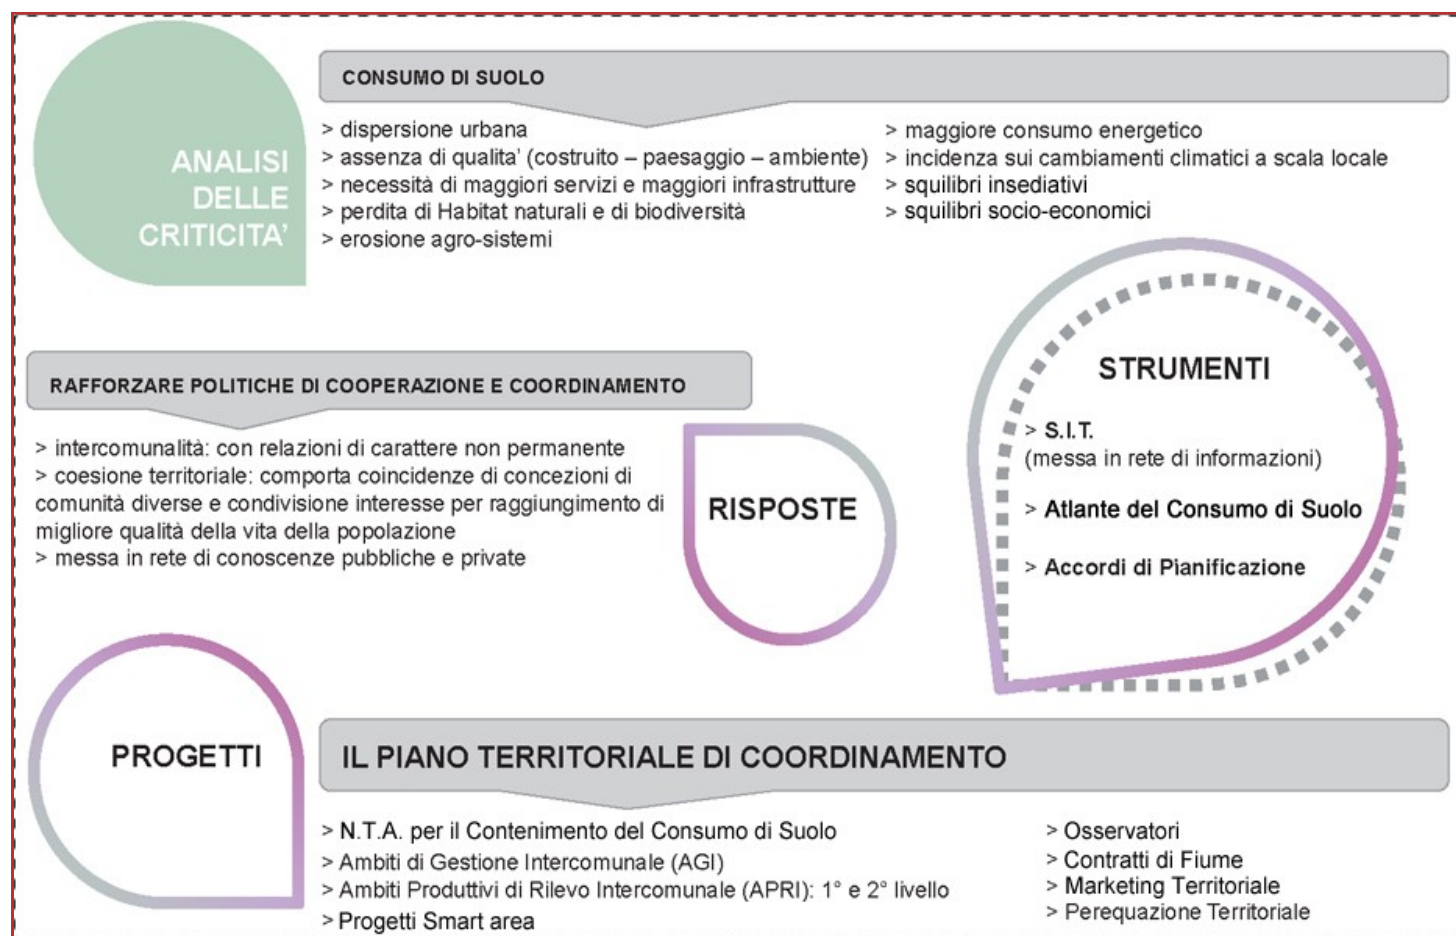 ANALISI
DELLE
CRITICITA'
CONSUMO DI SUOLO
> dispersione urbana
> assenza di qualita' (costruito – paesaggio – ambiente)
> necessità di maggiori servizi e maggiori infrastrutture
> perdita di Habitat naturali e di biodiversità
> erosione agro-sistemi
> maggiore consumo energetico
> incidenza sui cambiamenti climatici a scala locale
> squilibri insediativi
> squilibri socio-economici
RAFFORZARE POLITICHE DI COOPERAZIONE E COORDINAMENTO
> intercomunalità: con relazioni di carattere non permanente
> coesione territoriale: comporta coincidenze di concezioni di
comunità diverse e condivisione interesse per raggiungimento di
migliore qualità della vita della popolazione
> messa in rete di conoscenze pubbliche e private
RISPOSTE
STRUMENTI
> S.I.T.
(messa in rete di informazioni)
> Atlante del Consumo di Suolo
> Accordi di Pianificazione
PROGETTI
IL PIANO TERRITORIALE DI COORDINAMENTO
> N.T.A. per il Contenimento del Consumo di Suolo
> Ambiti di Gestione Intercomunale (AGI)
> Ambiti Produttivi di Rilevo Intercomunale (APRI): 1° e 2° livello
> Progetti Smart area
> Osservatori
> Contratti di Fiume
> Marketing Territoriale
> Perequazione Territoriale